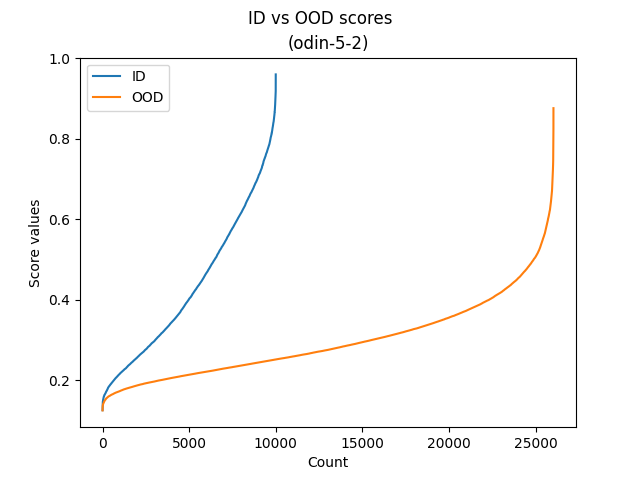 ID vs OOD scores
(odin-5-2)
ID
OOD
1.0
0.8
0.6
0.4
0.2
Score values
0
5000
10000
15000
20000
25000
Count